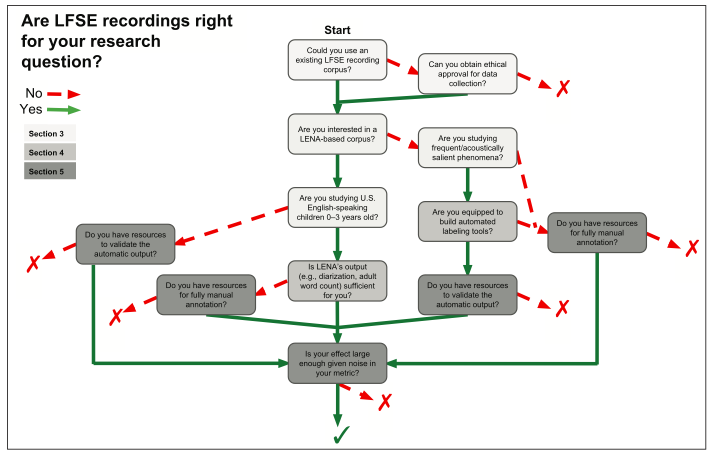 Are LFSE recordings right
for your research
question?
Start
No
Yes
Section 3
Section 4
Section 5
Could you use an
existing LFSE recording
corpus?
Can you obtain ethical
approval for data
collection?
Are you interested in a
LENA-based corpus?
Are you studying
frequent/acoustically
salient phenomena?
Are you studying U.S.
English-speaking
children 0–3 years old?
Are you equipped to
build automated
labeling tools?
Do you have resources
for fully manual
annotation?
Do you have resources
to validate the
automatic output?
Is LENA's output
(e.g., diarization, adult
word count) sufficient
for you?
Do you have resources
for fully manual
annotation?
Do you have resources
to validate the
automatic output?
Is your effect large
enough given noise in
your metric?